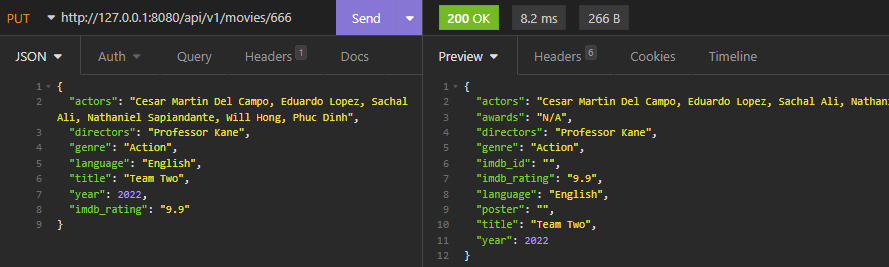 PUT http://127.0.0.1:8080/api/v1/movies/666 Send 200 OK 8.2 ms 266 B
JSON Auth Query Headers 1 Docs Preview Headers 6 Cookies Timeline
1 {
2 "actors": "Cesar Martin Del Campo, Eduardo Lopez, Sachal
Ali, Nathaniel Sapiandante, Will Hong, Phuc Dinh",
3 "directors": "Professor Kane",
4 "genre": "Action",
5 "language": "English",
6 "title": "Team Two",
7 "year": 2022,
8 "imdb_rating": "9.9"
9 }
1 {
2 "actors": "Cesar Martin Del Campo, Eduardo Lopez, Sachal Ali, Nathani
3 "awards": "N/A",
4 "directors": "Professor Kane",
5 "genre": "Action",
6 "imdb_id": "",
7 "imdb_rating": "9.9",
8 "language": "English",
9 "poster": "",
10 "title": "Team Two",
11 "year": 2022
12 }